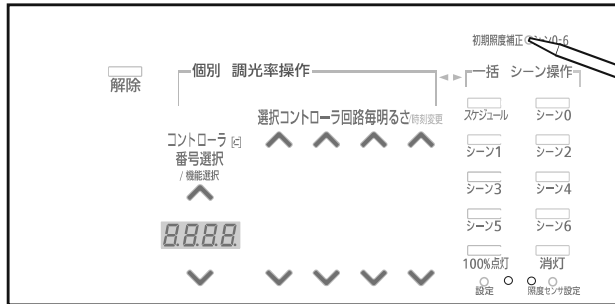 初期照度補正 シーン0-6
個別 調光率操作
一括 シーン操作
解除
選択コントローラ回路毎明るさ/時刻変更
コントローラ [C]
番号選択
/ 機能選択
8.8.8.8.
スケジュール
シーン0
シーン1
シーン2
シーン3
シーン4
シーン5
シーン6
100%点灯
消灯
設定
照度センサ設定